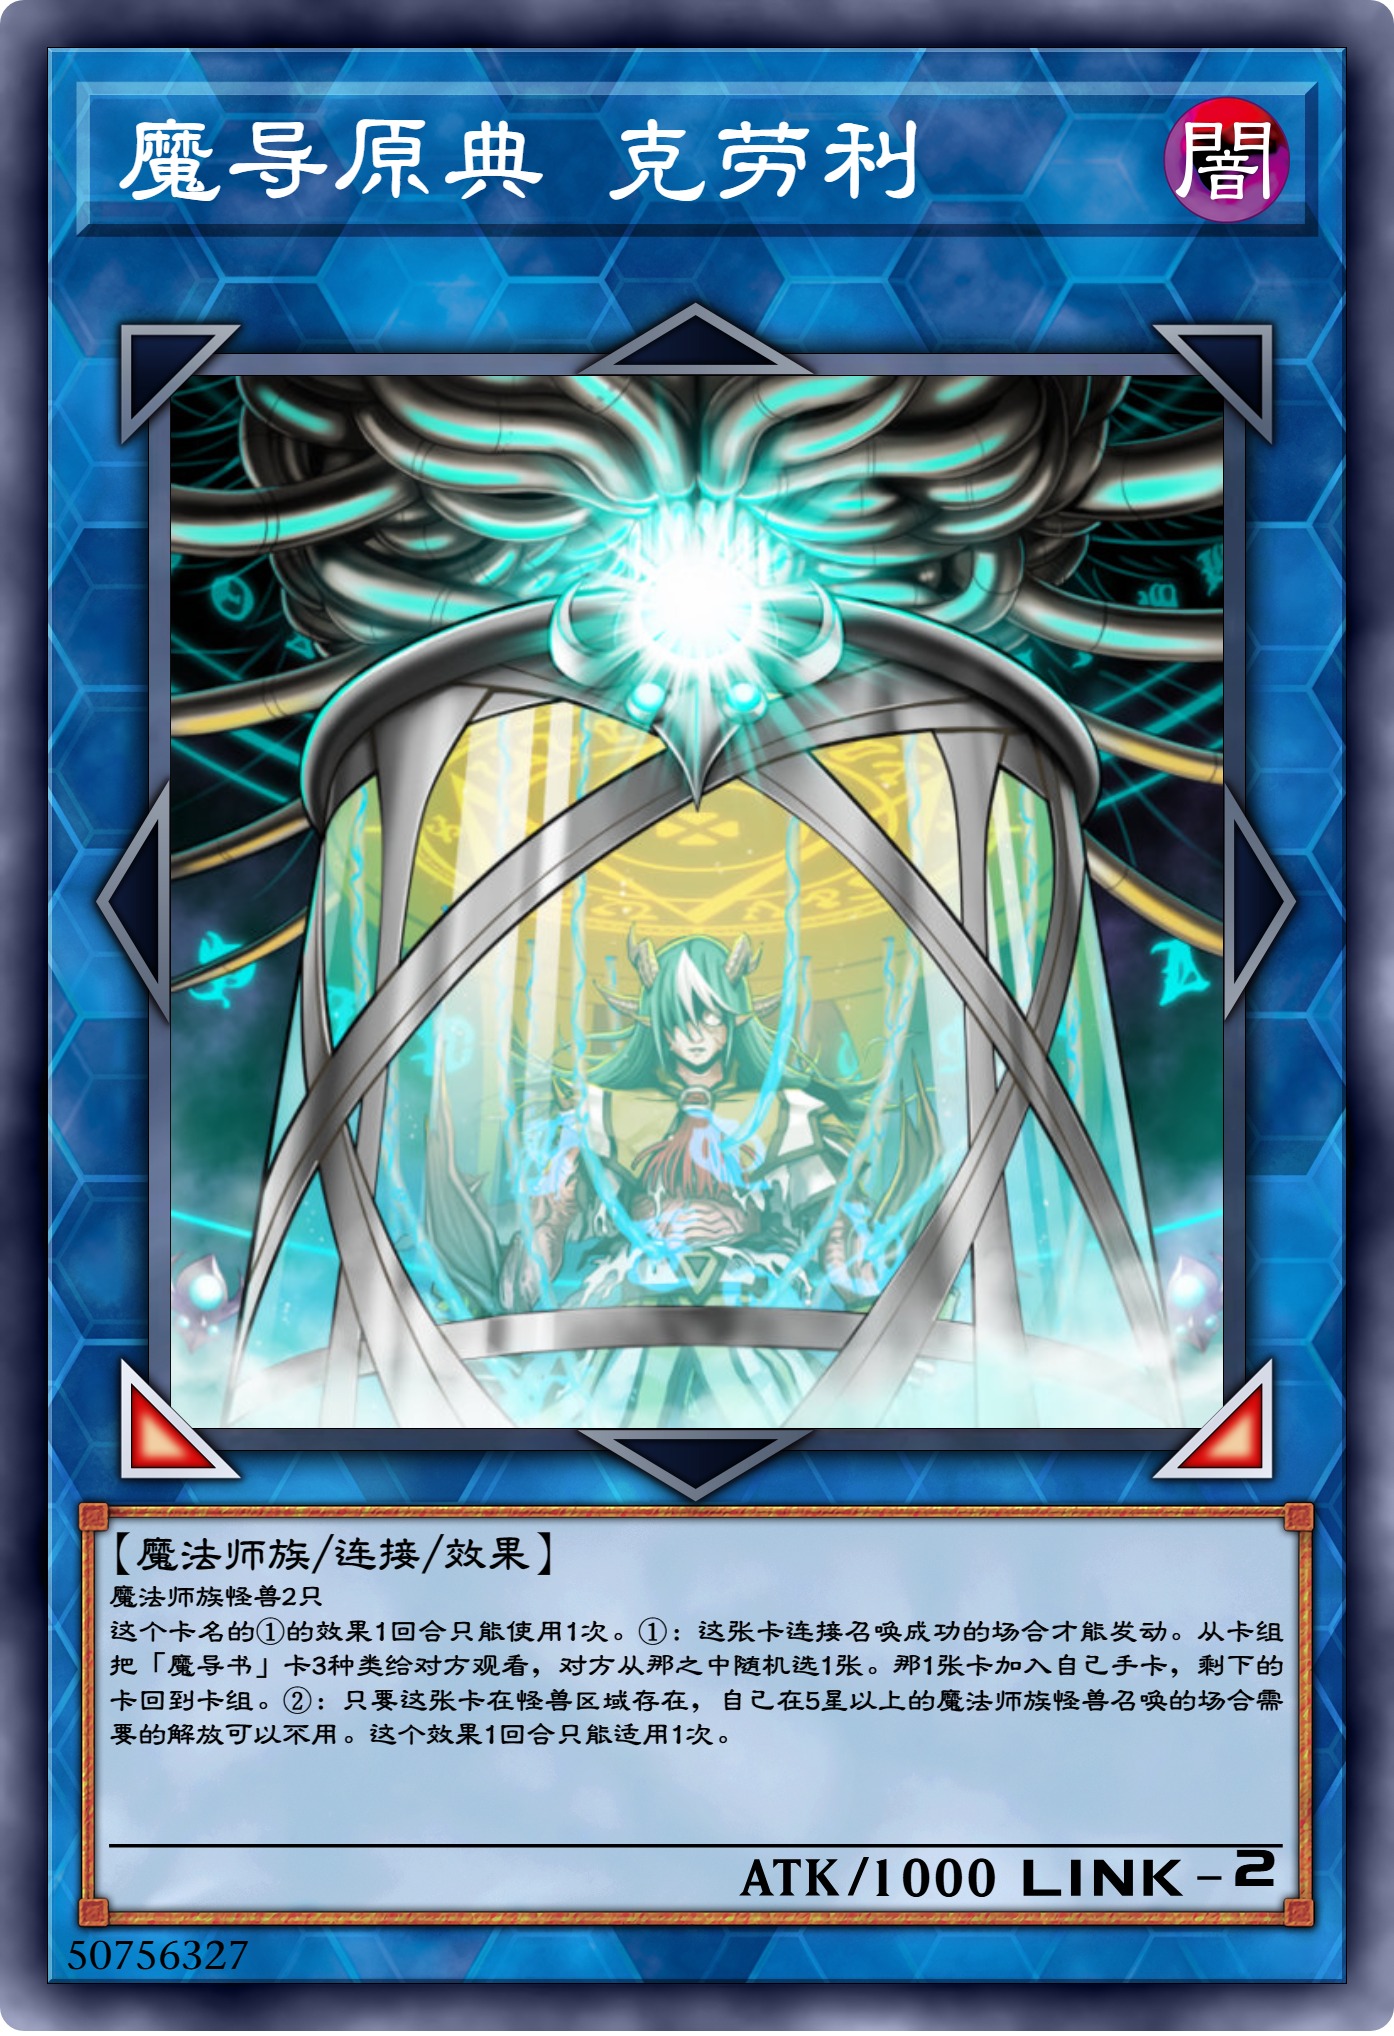 魔导原典 克劳利
闇
【魔法师族/连接/效果】
魔法师族怪兽2只
这个卡名的①的效果1回合只能使用1次。①：这张卡连接召唤成功的场合才能发动。从卡组
把「魔导书」卡3种类给对方观看，对方从那之中随机选1张。那1张卡加入自己手卡，剩下的
卡回到卡组。②：只要这张卡在怪兽区域存在，自己在5星以上的魔法师族怪兽召唤的场合需
要的解放可以不用。这个效果1回合只能适用1次。
ATK/1000 LINK-2
50756327